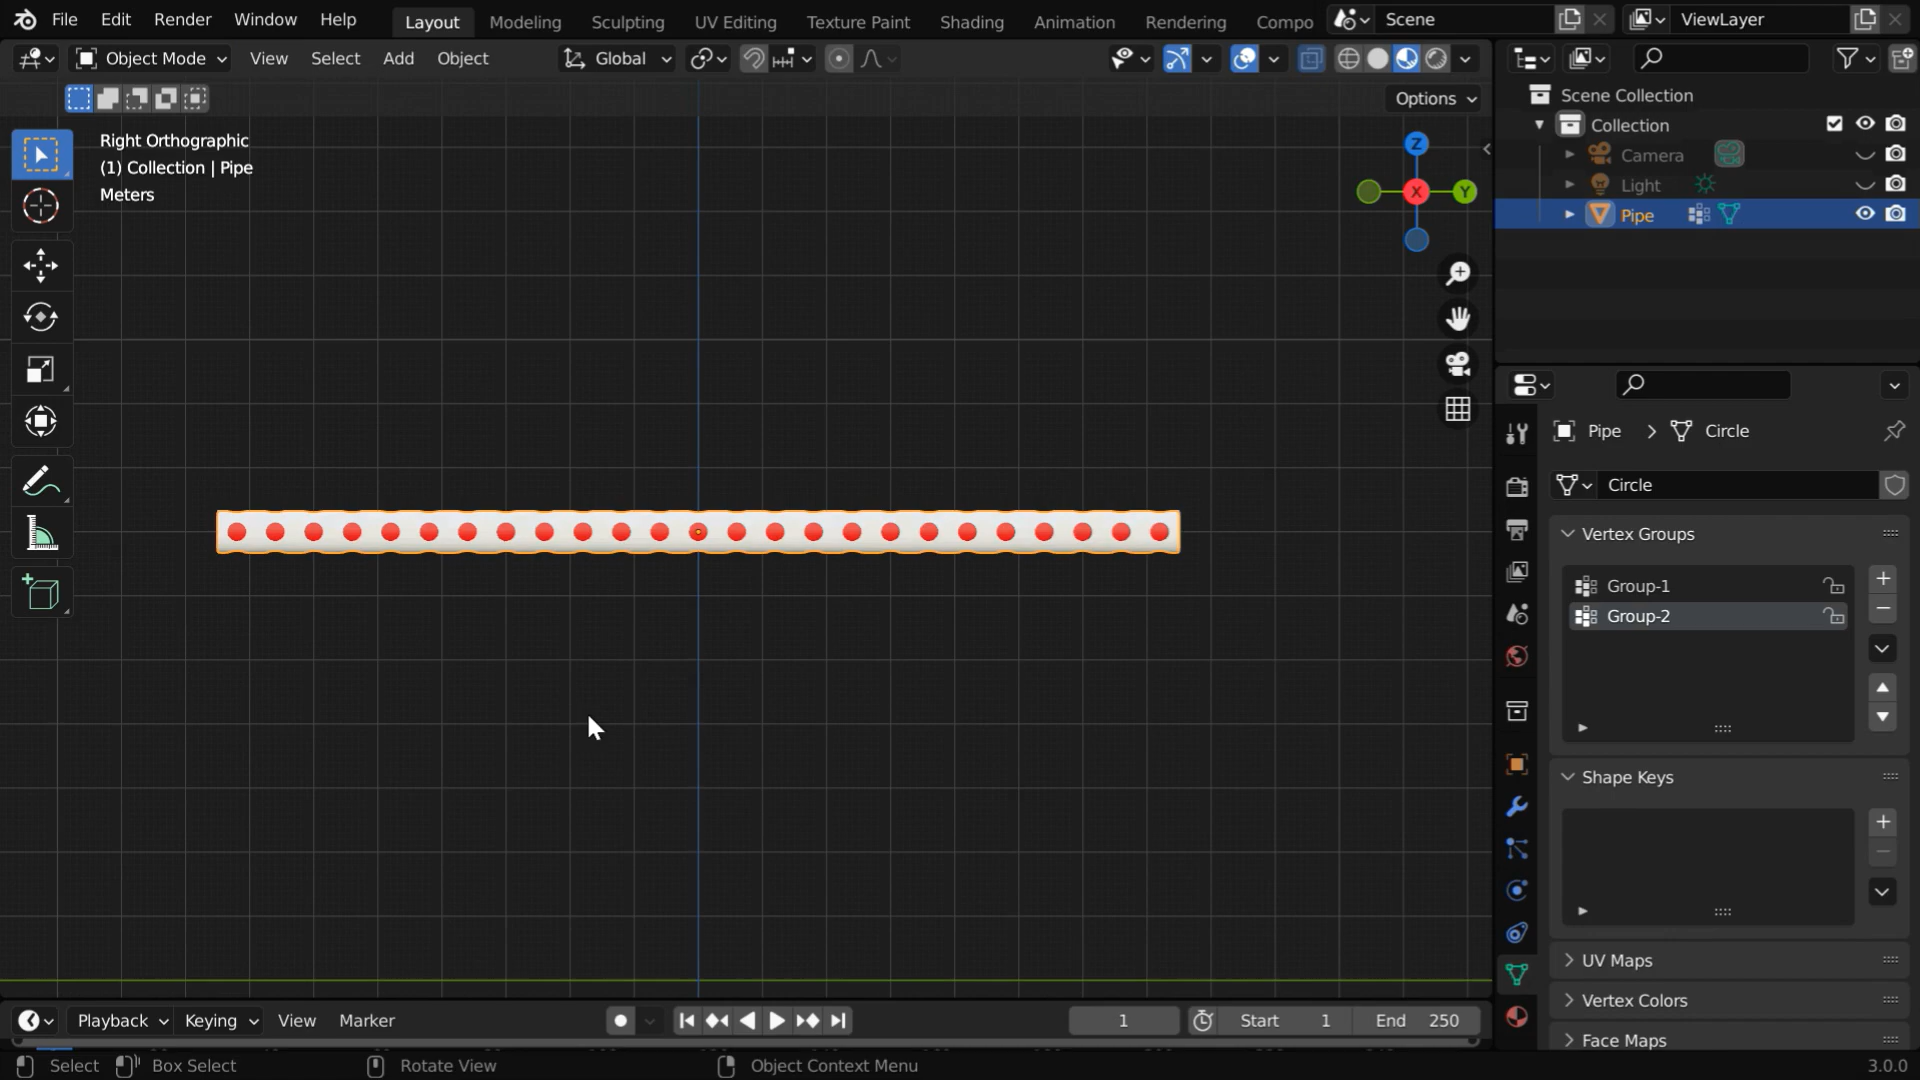 File Edit Render Window Help Layout Modeling Sculpting UV Editing Texture Paint Shading Animation Rendering Compo Scene ViewLayer
Object Mode View Select Add Object Global
Options
Right Orthographic
(1) Collection | Pipe
Meters
Z
X
Y
Scene Collection
Collection
Camera
Light
Pipe
Pipe > Circle
Circle
Vertex Groups
Group-1
Group-2
Shape Keys
UV Maps
Vertex Colors
Face Maps
Playback Keying View Marker 1 Start 1 End 250
Select Box Select Rotate View Object Context Menu 3.0.0